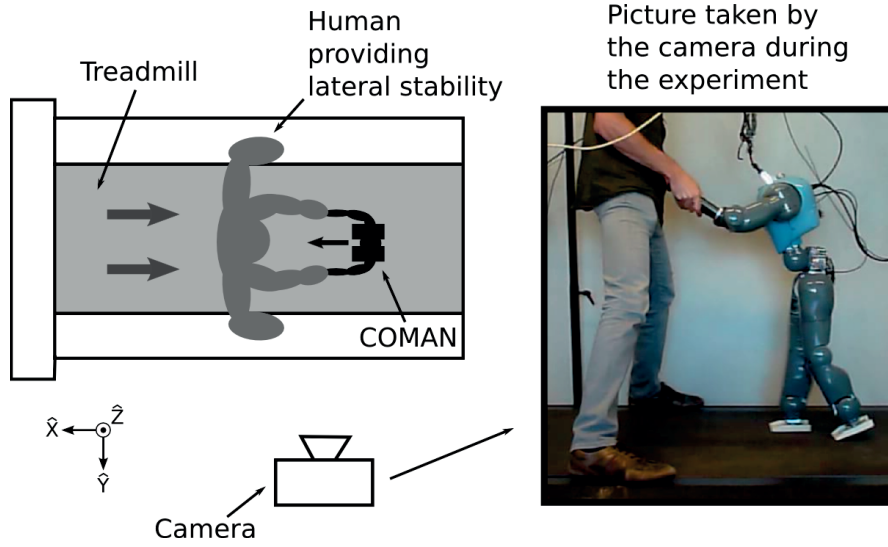 Human
providing
lateral stability
Treadmill
Picture taken by
the camera during
the experiment
COMAN
X̂
Ẑ
Ŷ
Camera